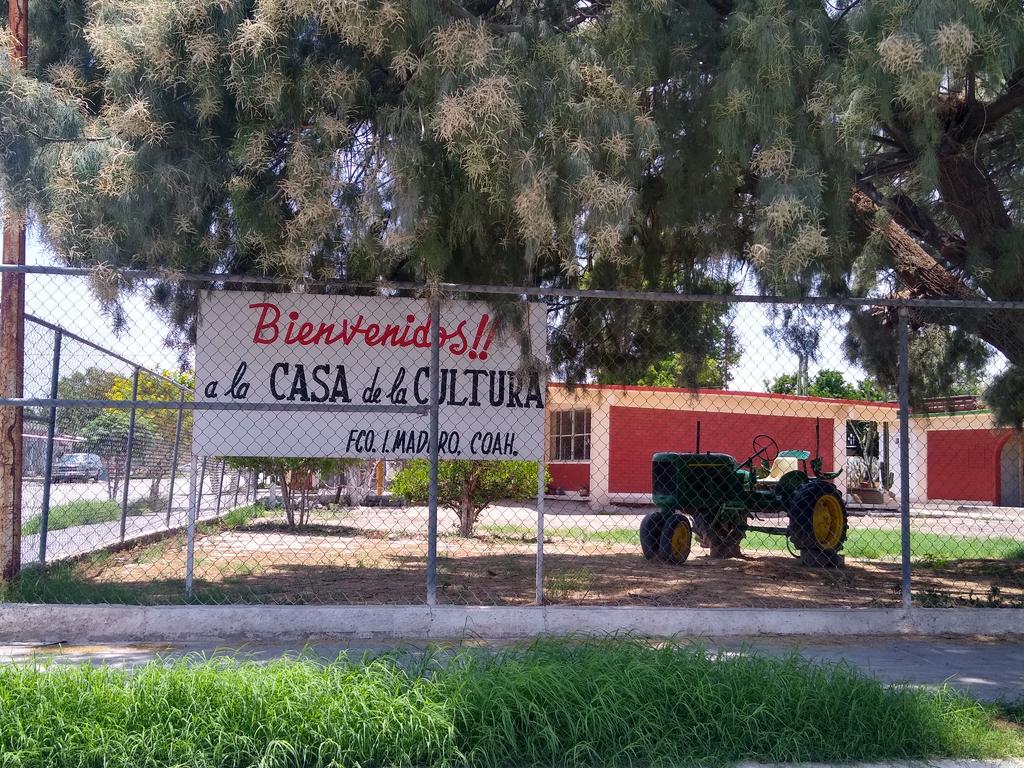 Bienvenidos!!
a la CASA de la CULTURA
FCO. I. MADERO, COAH.